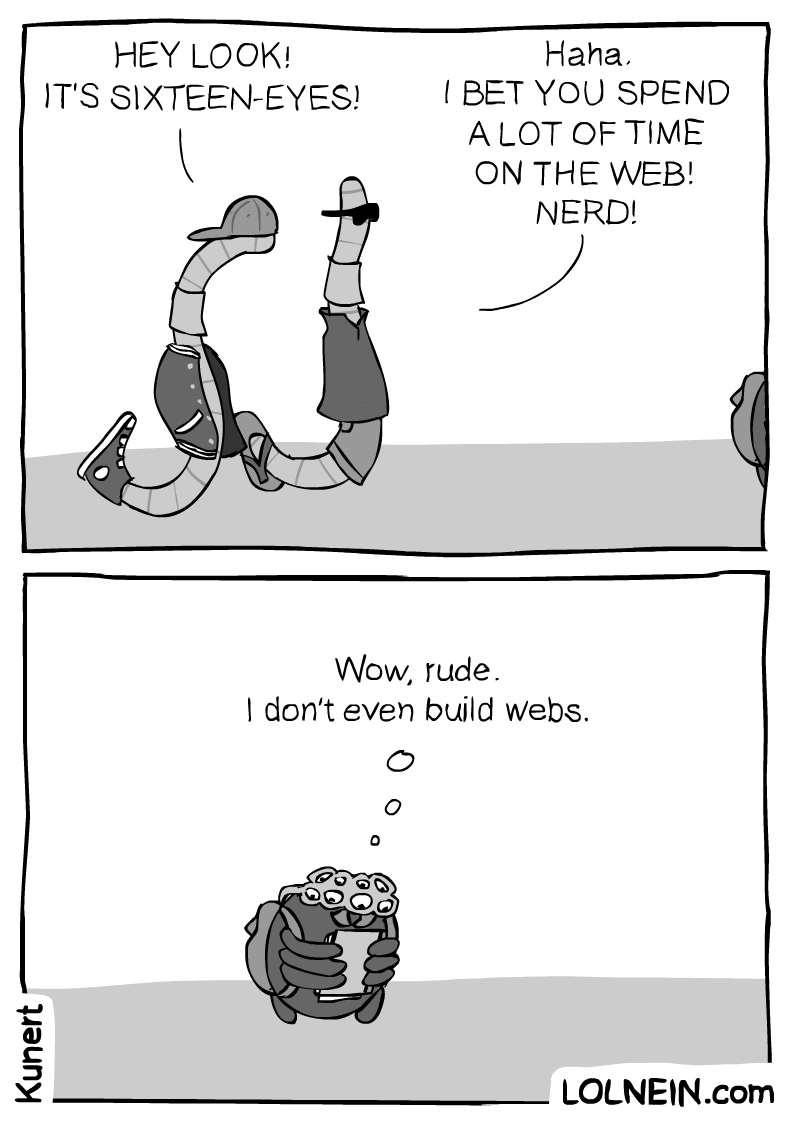 HEY LOOK!
IT'S SIXTEEN-EYES!
Haha.
I BET YOU SPEND
A LOT OF TIME
ON THE WEB!
NERD!
Wow, rude.
I don't even build webs.
Kunert
LOLNEIN.com